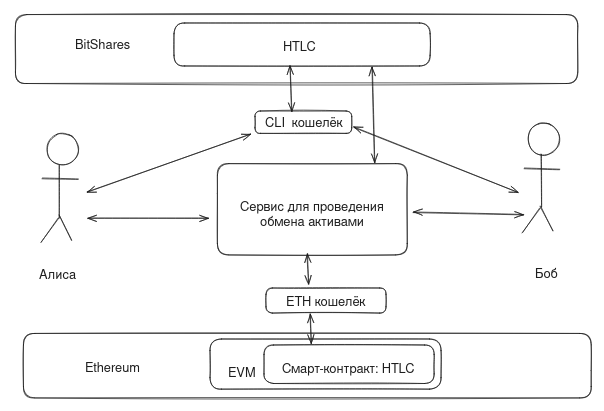 BitShares
HTLC
CLI кошелёк
Сервис для проведения
обмена активами
Алиса
Боб
ETH кошелёк
Ethereum
EVM
Смарт-контракт: HTLC